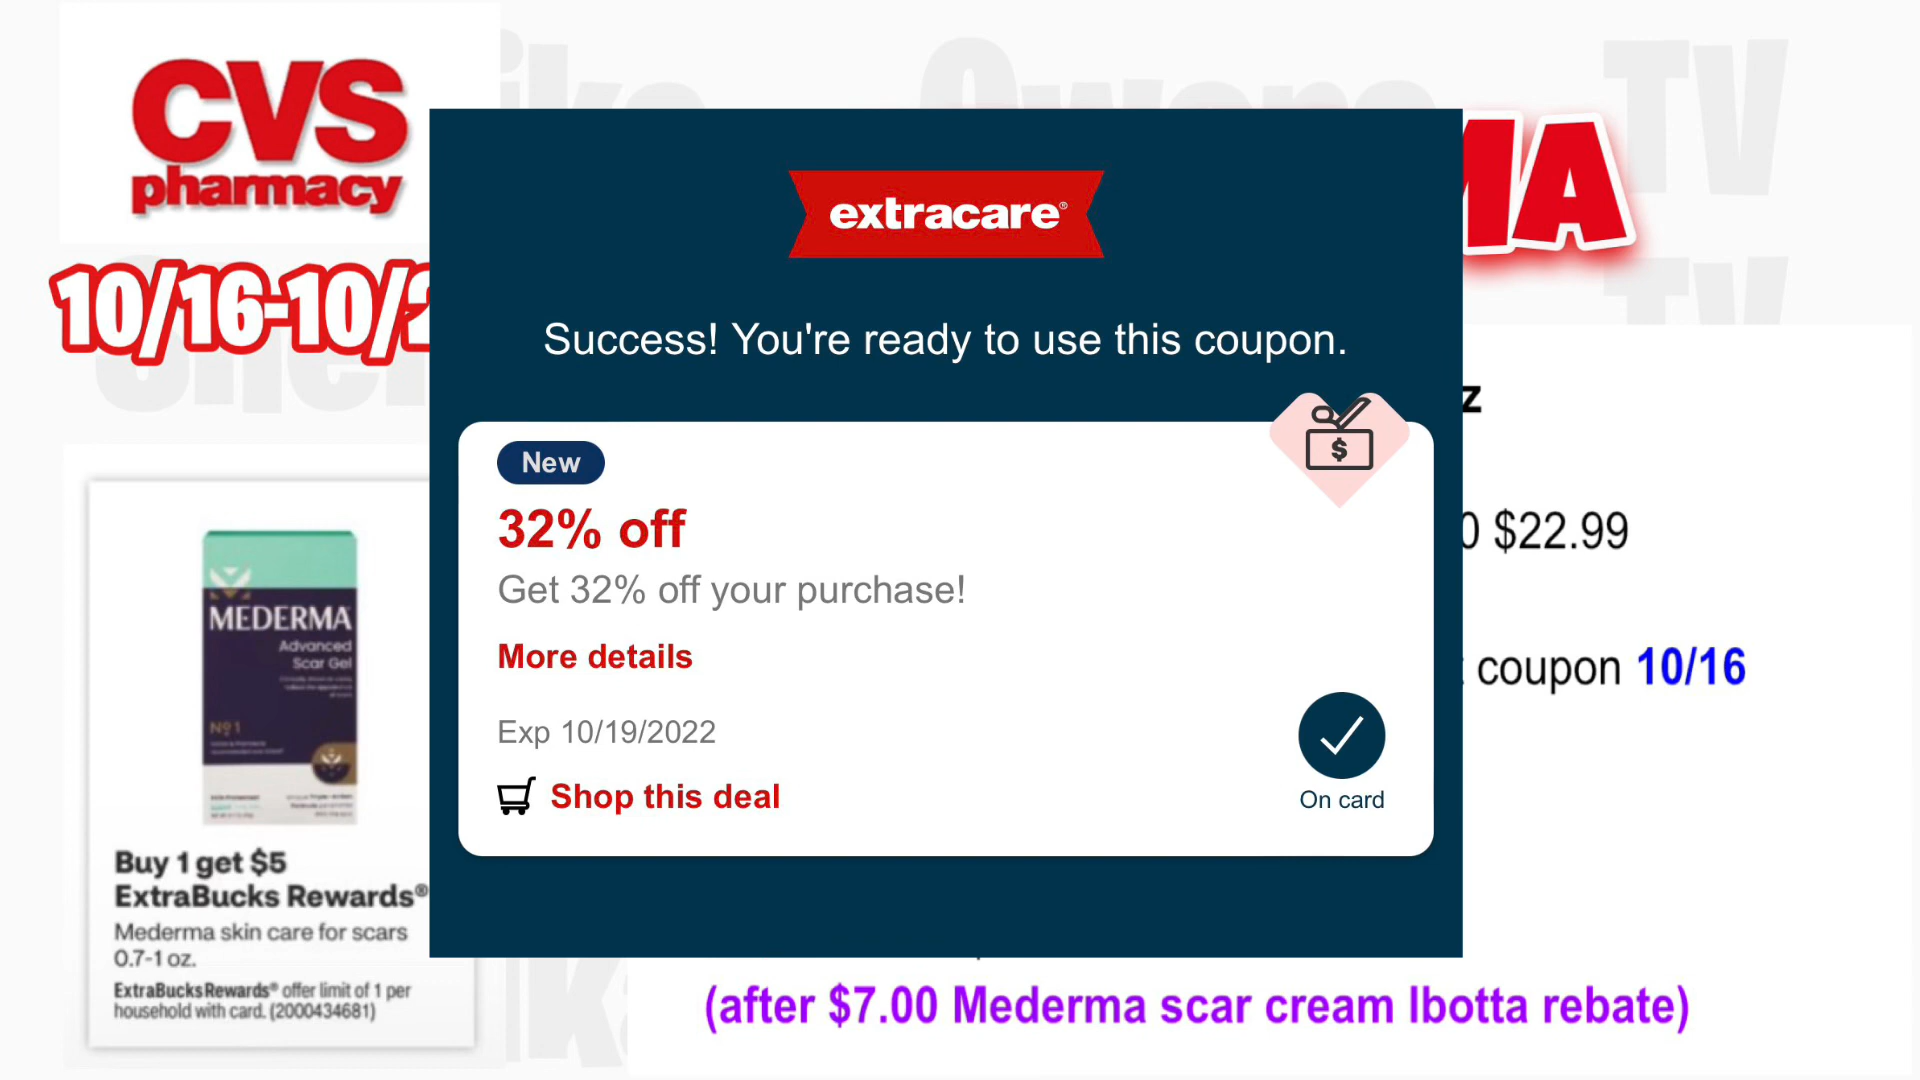 CVS
pharmacy
10/16-10/2
MA
TV
extracare®
Success! You're ready to use this coupon.
New
32% off
Get 32% off your purchase!
More details
Exp 10/19/2022
Shop this deal
$
On card
z
0 $22.99
coupon 10/16
MEDERMA
Advanced
Scar Gel
Nº1
Buy 1 get $5
ExtraBucks Rewards®
Mederma skin care for scars
0.7-1 oz.
ExtraBucks Rewards® offer limit of 1 per
household with card. (2000434681)
(after $7.00 Mederma scar cream Ibotta rebate)